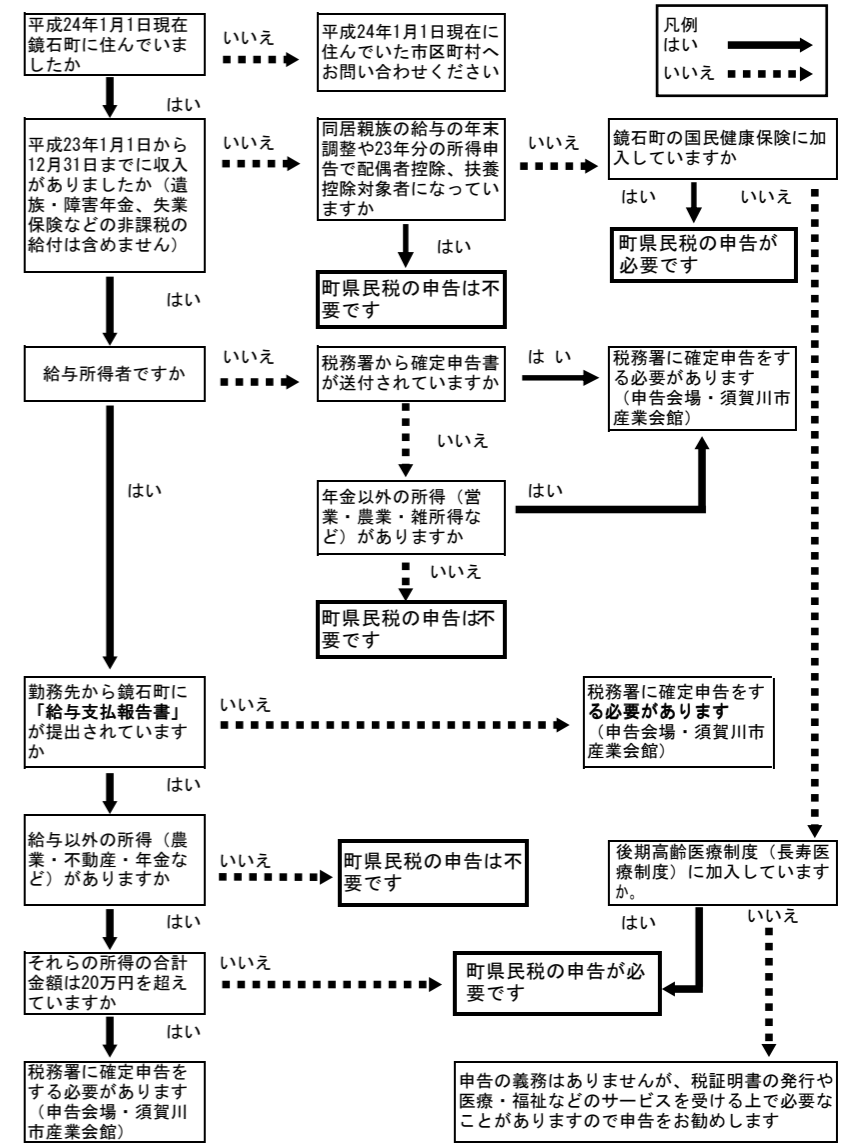 平成24年1月1日現在
鏡石町に住んでいま
したか
いいえ
平成24年1月1日現在に
住んでいた市区町村へ
お問い合わせください
凡例
はい
いいえ
はい
平成23年1月1日から
12月31日までに収入
がありましたか（遺
族・障害年金、失業
保険などの非課税の
給付は含めません）
いいえ
同居親族の給与の年末
調整や23年分の所得申
告で配偶者控除、扶養
控除対象者になってい
ますか
いいえ
鏡石町の国民健康保険に加
入していますか
はい
いいえ
町県民税の申告が
必要です
はい
町県民税の申告は不
要です
はい
給与所得者ですか
いいえ
税務署から確定申告書
が送付されていますか
は い
税務署に確定申告をす
る必要があります
（申告会場・須賀川市
産業会館）
いいえ
はい
年金以外の所得（営
業・農業・雑所得な
ど）がありますか
はい
いいえ
町県民税の申告は不
要です
勤務先から鏡石町に
「給与支払報告書」
が提出されています
か
いいえ
税務署に確定申告をす
る必要があります
（申告会場・須賀川市
産業会館）
はい
給与以外の所得（農
業・不動産・年金な
ど）がありますか
いいえ
町県民税の申告は不
要です
後期高齢医療制度（長寿医
療制度）に加入しています
か。
はい
いいえ
はい
それらの所得の合計
金額は20万円を超え
ていますか
いいえ
町県民税の申告が必
要です
はい
税務署に確定申告を
する必要があります
（申告会場・須賀川
市産業会館）
申告の義務はありませんが、税証明書の発行や
医療・福祉などのサービスを受ける上で必要な
ことがありますので申告をお勧めします